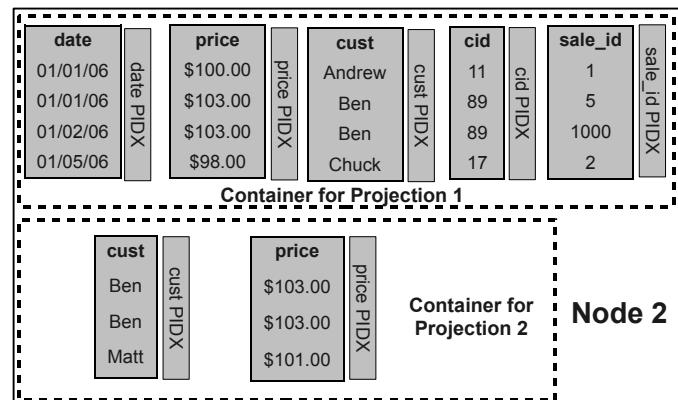 date price cust cid sale_id
01/01/06 $100.00 Andrew 11 1
01/01/06 $103.00 Ben 89 5
01/02/06 $103.00 Ben 89 1000
01/05/06 $98.00 Chuck 17 2
date PIDX
price PIDX
cust PIDX
cid PIDX
sale_id PIDX
Container for Projection 1
cust price
Ben $103.00
Ben $103.00
Matt $101.00
cust PIDX
price PIDX
Container for
Projection 2
Node 2